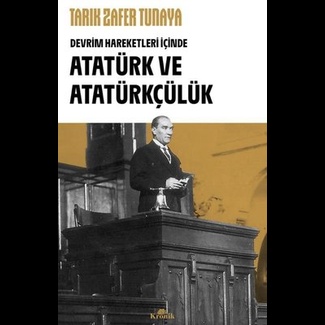 TARIK ZAFER TUNAYA
DEVRİM HAREKETLERİ İÇİNDE
ATATÜRK VE
ATATÜRKÇÜLÜK
Kronik